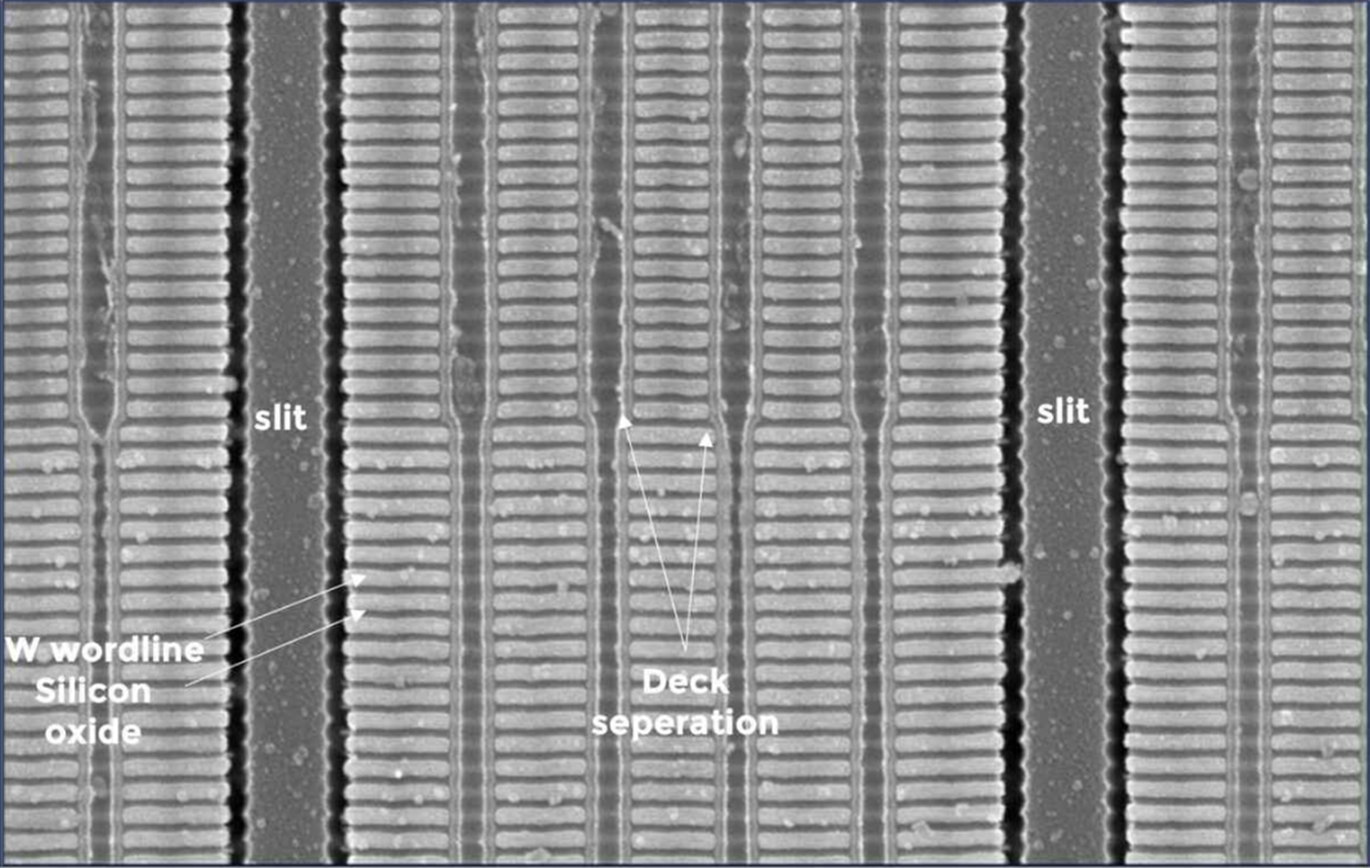 slit
slit
W wordline
Silicon
oxide
Deck
seperation